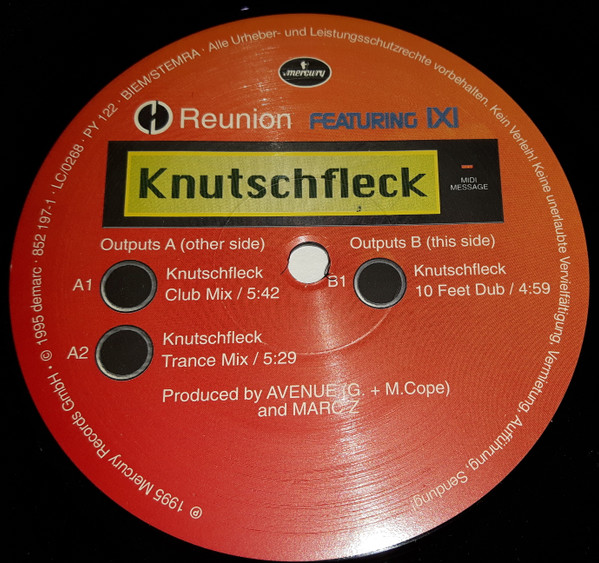 mercury
Reunion FEATURING IXI
Knutschfleck
MIDI
MESSAGE
Outputs A (other side)
A1
Knutschfleck
Club Mix / 5:42
A2
Knutschfleck
Trance Mix / 5:29
Outputs B (this side)
B1
Knutschfleck
10 Feet Dub / 4:59
Produced by AVENUE (G. + M.Cope)
and MARC Z
℗ 1995 Mercury Records GmbH • © 1995 demarc · 852 197-1 · LC/0268 · PY 122 · BIEM/STEMRA · Alle Urheber- und Leistungsschutzrechte vorbehalten. Kein Verleih! Keine unerlaubte Vervielfältigung, Vermietung, Aufführung, Sendung!